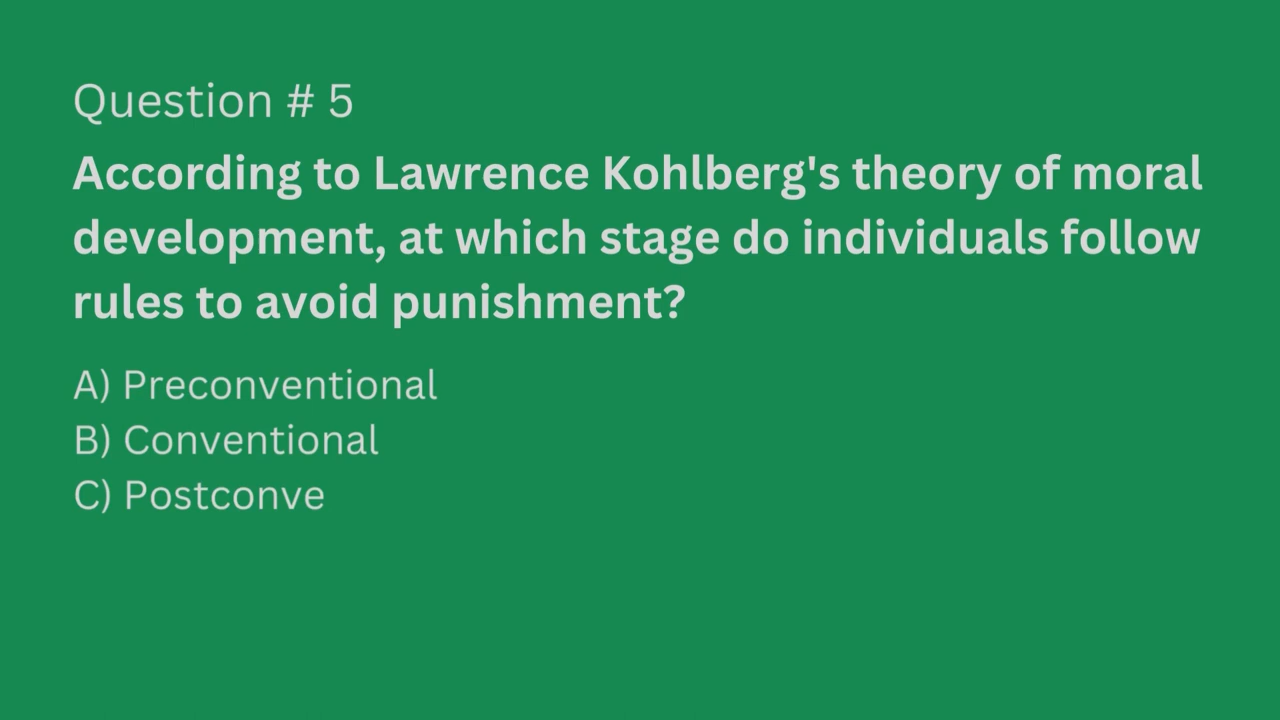 Question # 5
According to Lawrence Kohlberg's theory of moral
development, at which stage do individuals follow
rules to avoid punishment?
A) Preconventional
B) Conventional
C) Postconve